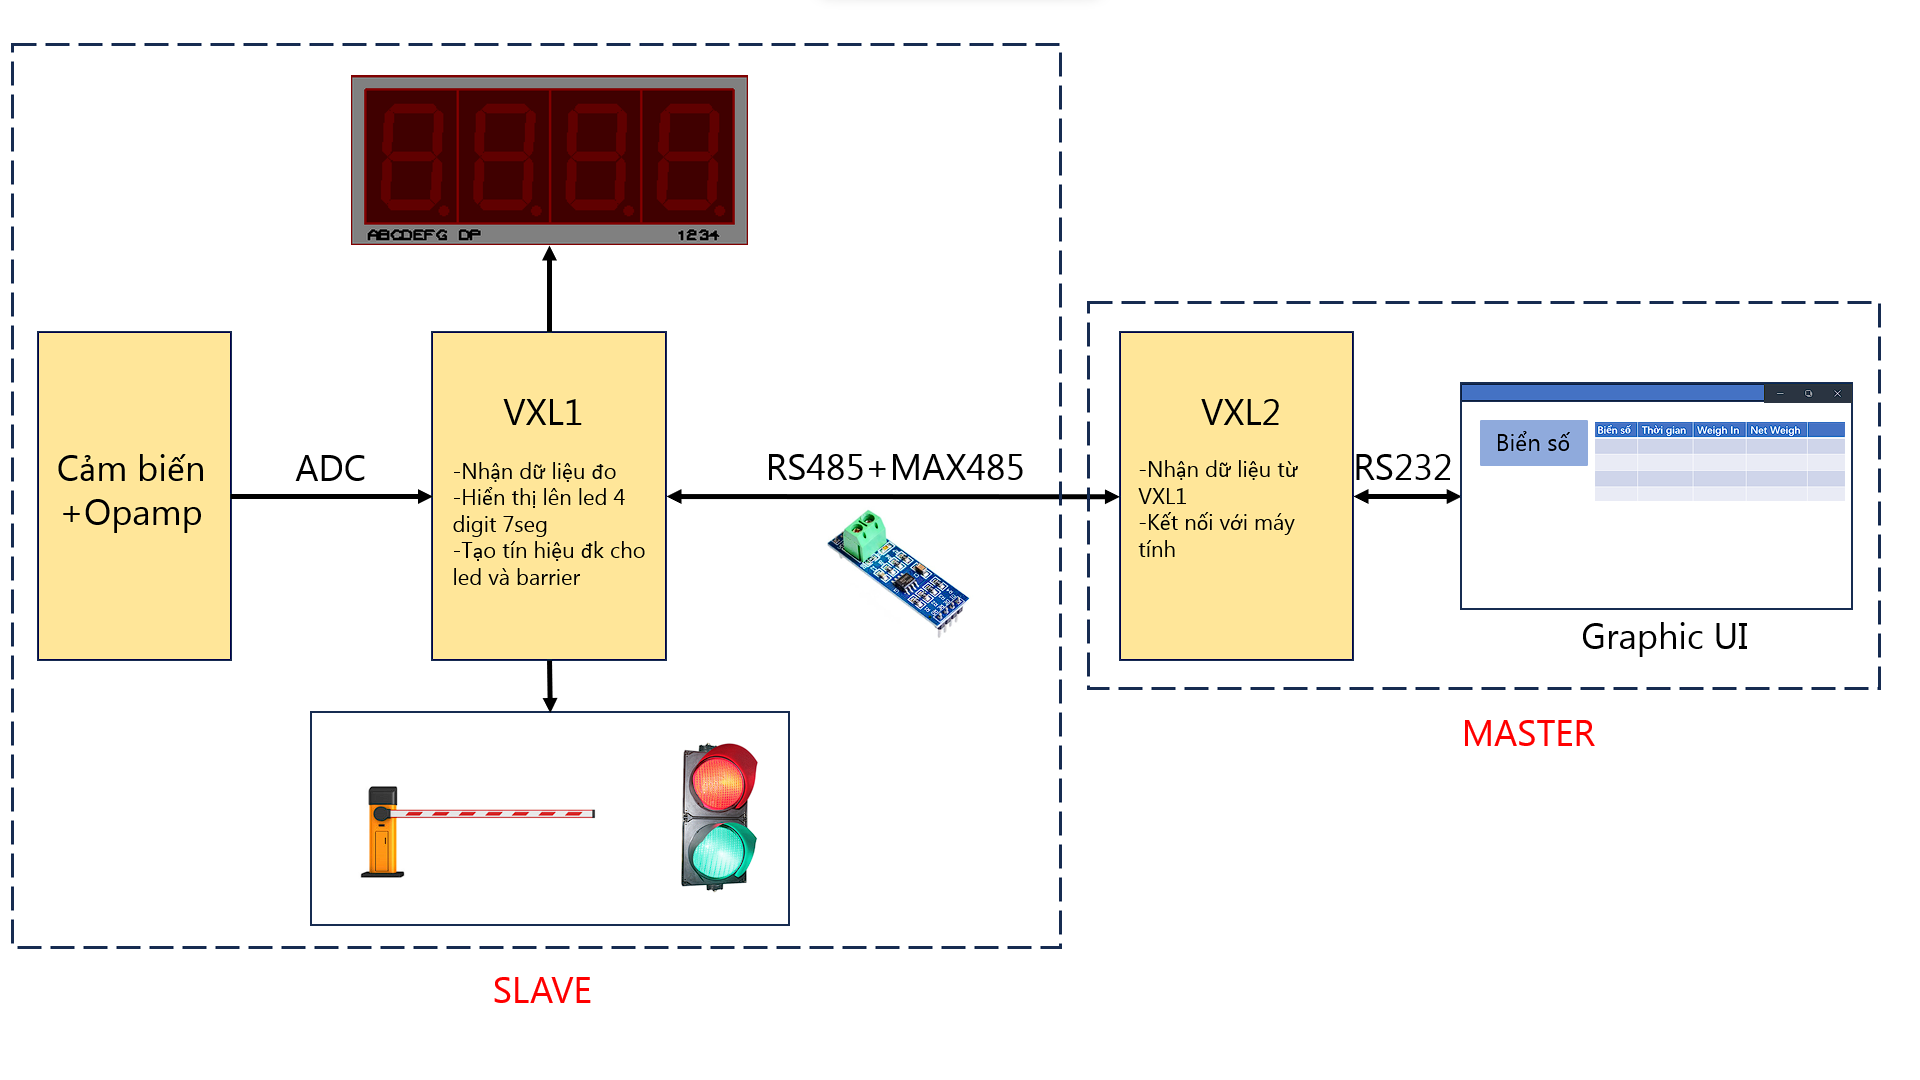 ABCDEFG DP
1234
Cảm biến
+Opamp
ADC
VXL1
-Nhận dữ liệu đo
-Hiển thị lên led 4
digit 7seg
-Tạo tín hiệu đk cho
led và barrier
RS485+MAX485
VXL2
-Nhận dữ liệu từ
VXL1
-Kết nối với máy
tính
RS232
Biển số
Biển số Thời gian Weigh In Net Weigh
Graphic UI
MASTER
SLAVE